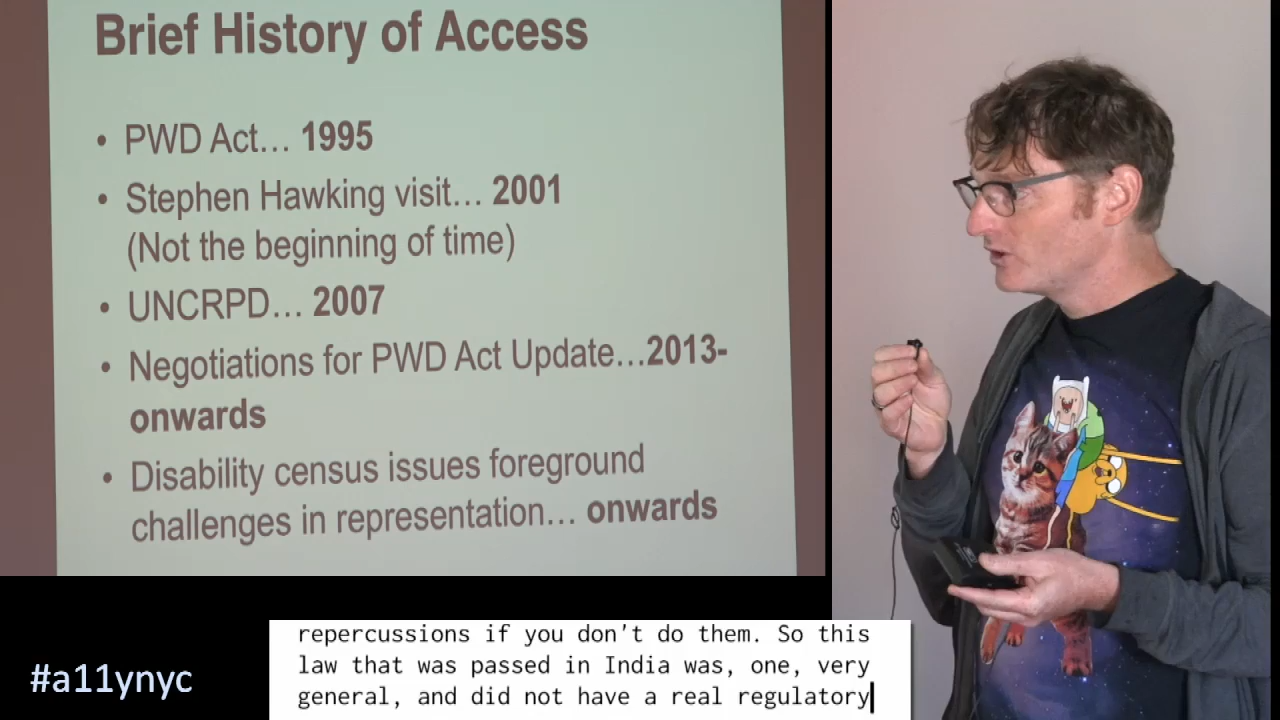 Brief History of Access
• PWD Act… 1995
• Stephen Hawking visit… 2001
(Not the beginning of time)
• UNCRPD… 2007
• Negotiations for PWD Act Update…2013-
onwards
• Disability census issues foreground
challenges in representation… onwards
#a11ynyc
repercussions if you don't do them. So this
law that was passed in India was, one, very
general, and did not have a real regulatory